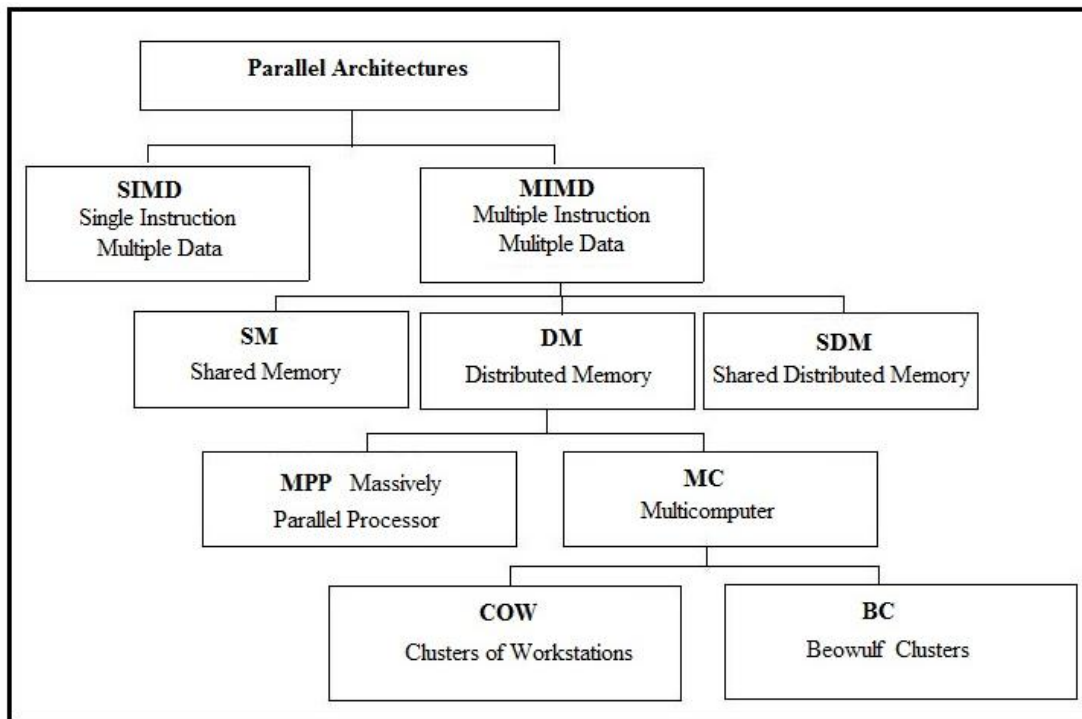 Parallel Architectures
SIMD
Single Instruction
Multiple Data
MIMD
Multiple Instruction
Mulitple Data
SM
Shared Memory
DM
Distributed Memory
SDM
Shared Distributed Memory
MPP Massively
Parallel Processor
MC
Multicomputer
COW
Clusters of Workstations
BC
Beowulf Clusters